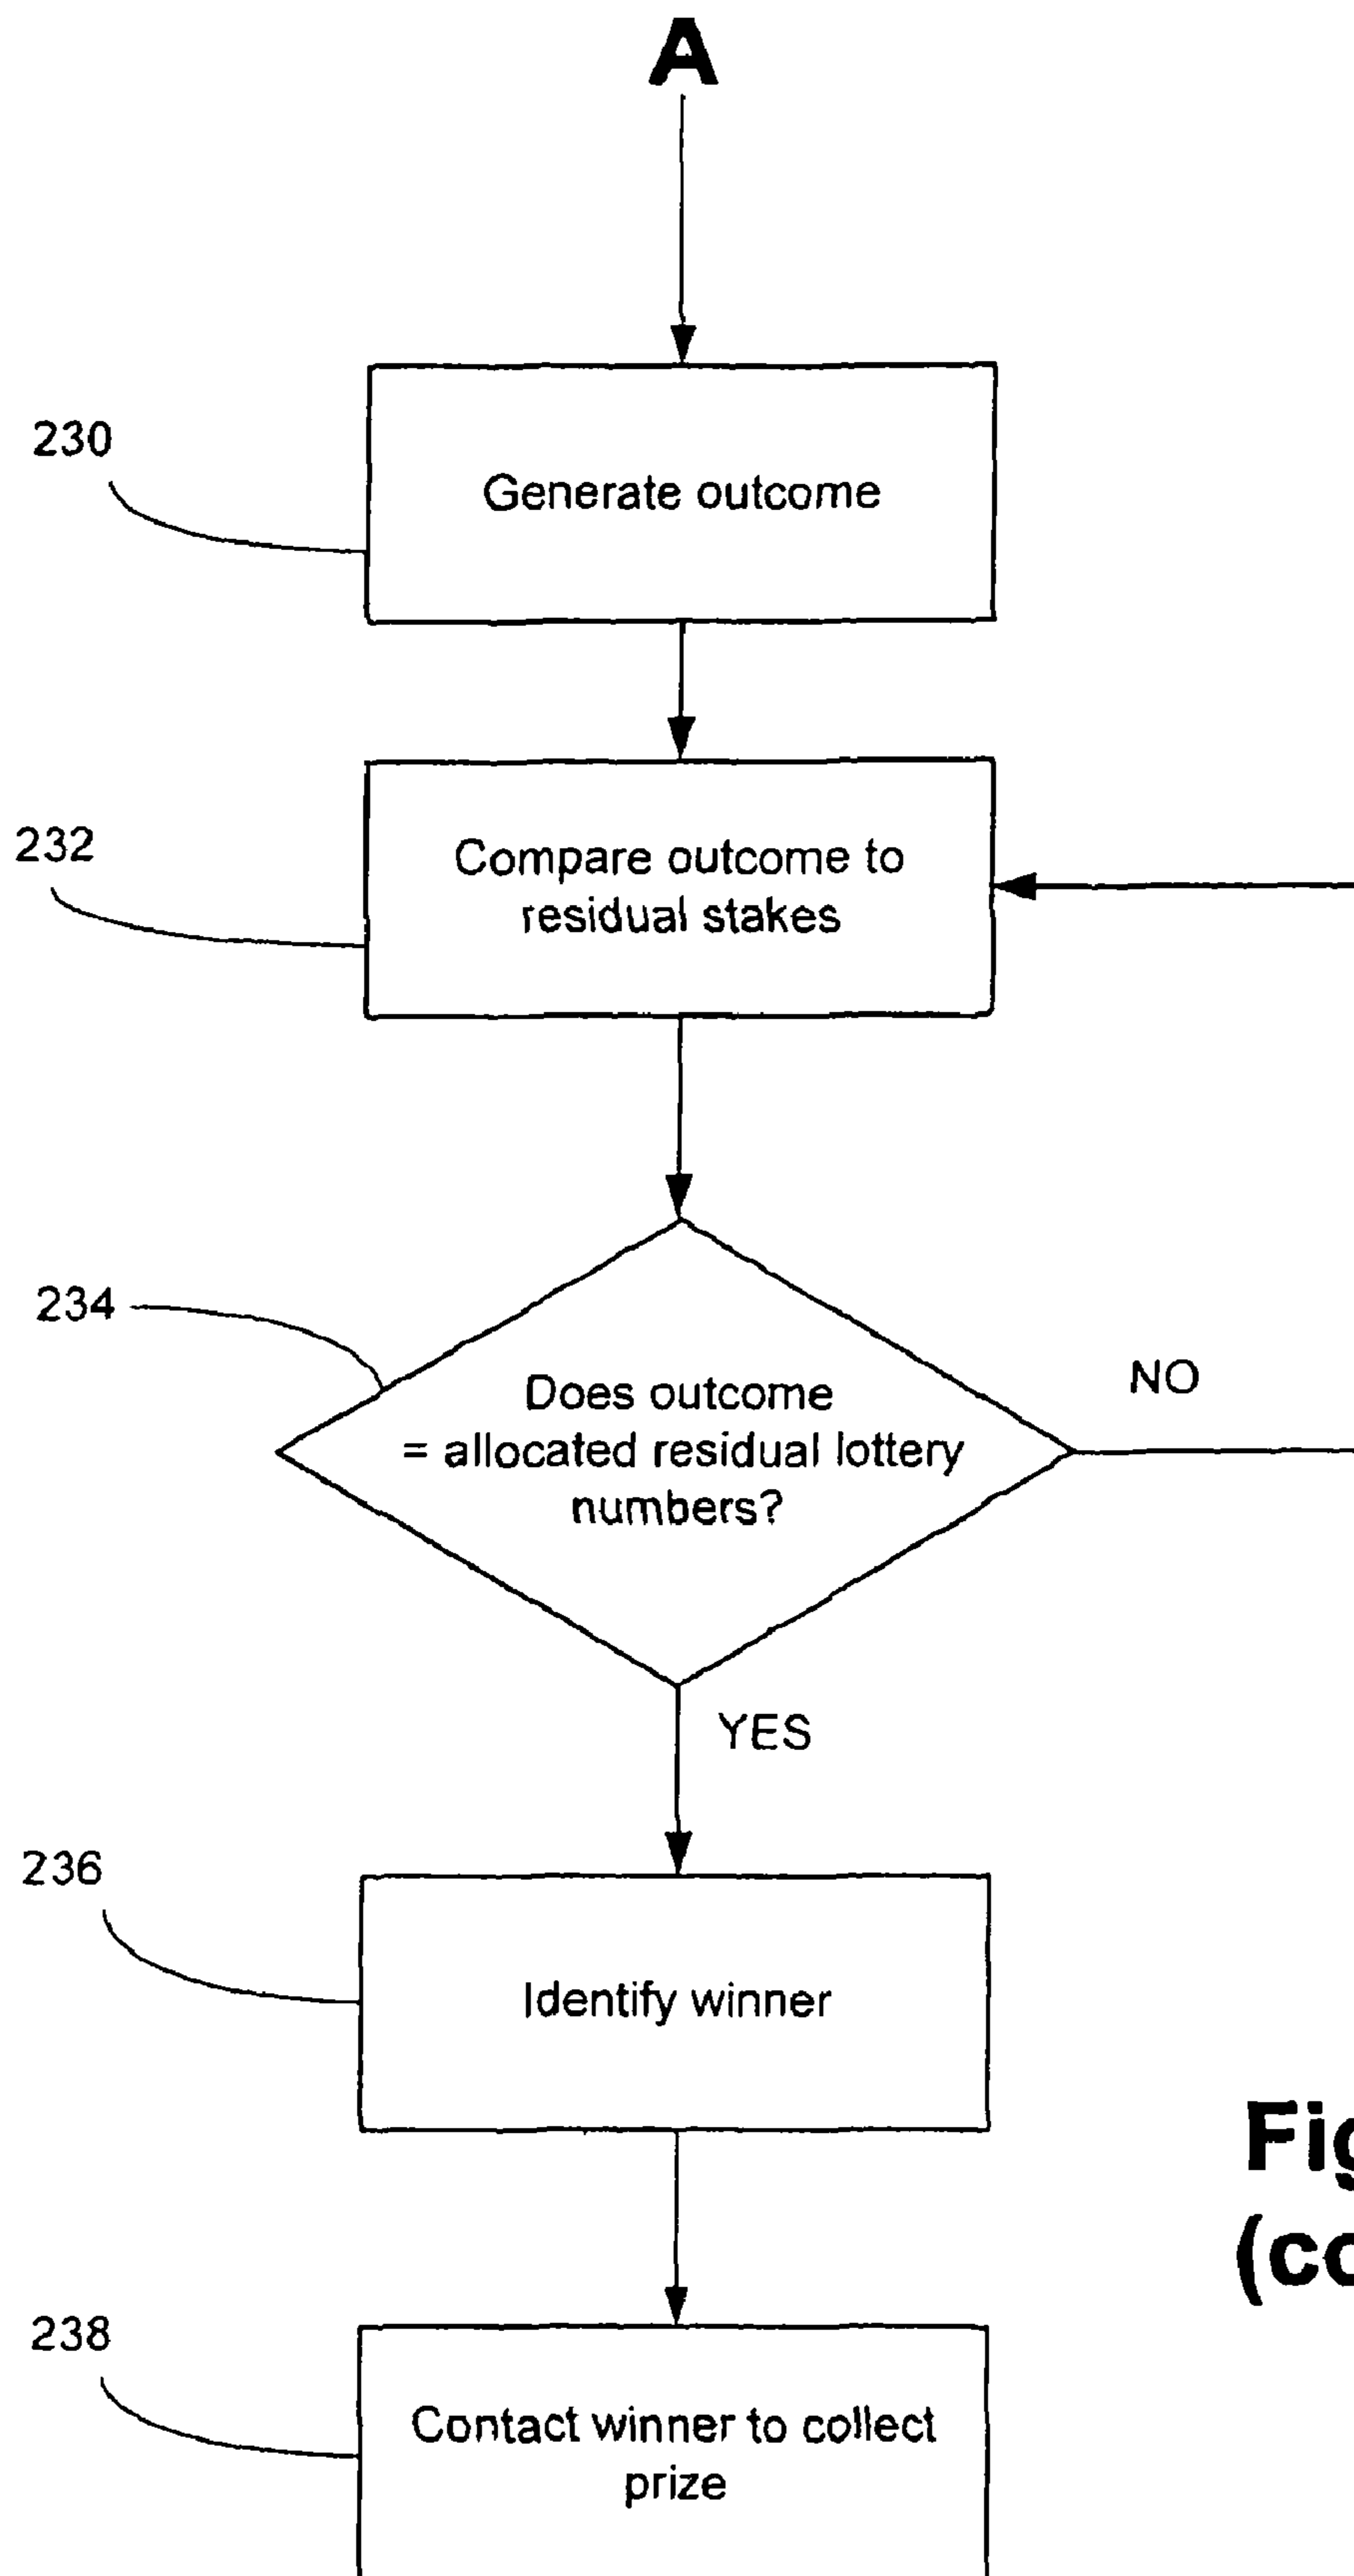 A
230
Generate outcome
232
Compare outcome to
residual stakes
234
Does outcome
= allocated residual lottery
numbers?
NO
YES
236
Identify winner
238
Contact winner to collect
prize